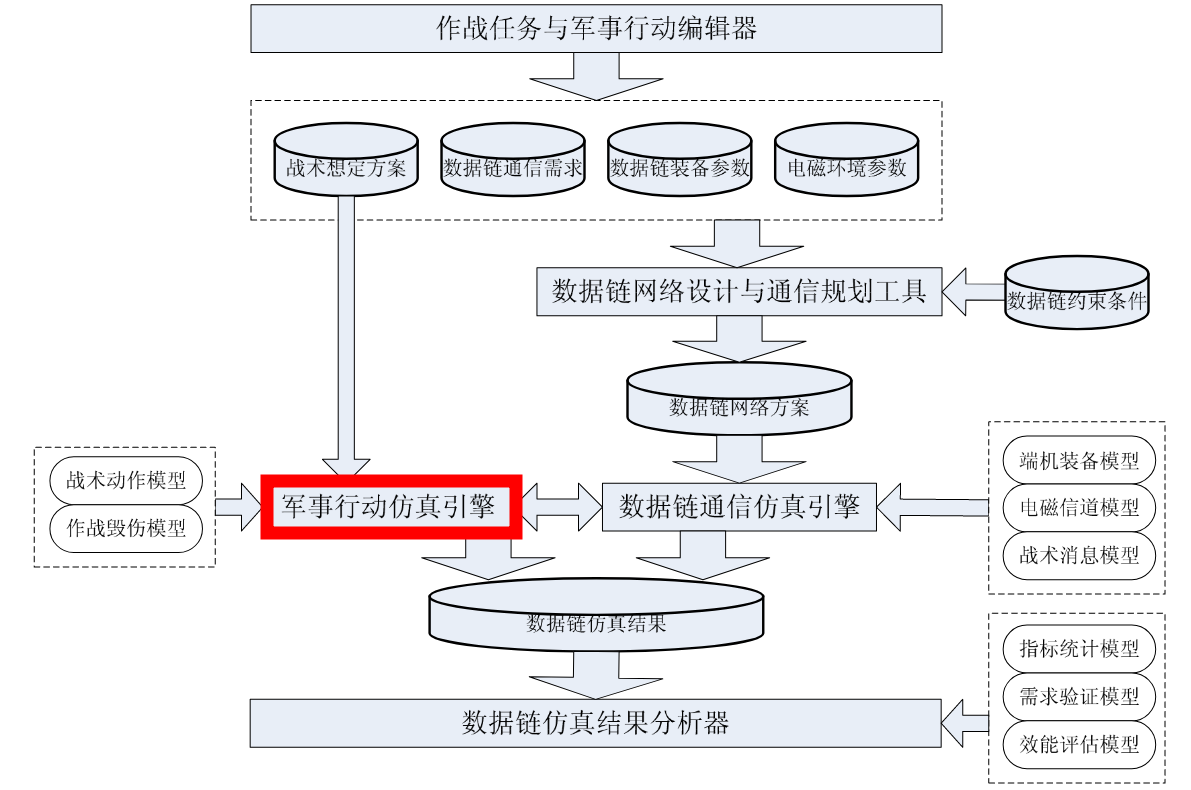 作战任务与军事行动编辑器
战术想定方案
数据链通信需求
数据链装备参数
电磁环境参数
数据链网络设计与通信规划工具
数据链约束条件
数据链网络方案
战术动作模型
作战毁伤模型
军事行动仿真引擎
数据链通信仿真引擎
端机装备模型
电磁信道模型
战术消息模型
数据链仿真结果
指标统计模型
需求验证模型
效能评估模型
数据链仿真结果分析器